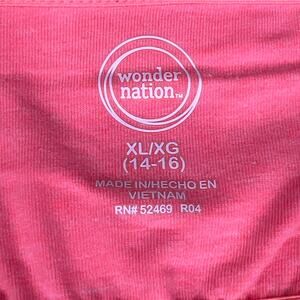 wonder
nation™
XL/XG
(14-16)
MADE IN/HECHO EN
VIETNAM
RN# 52469 R04